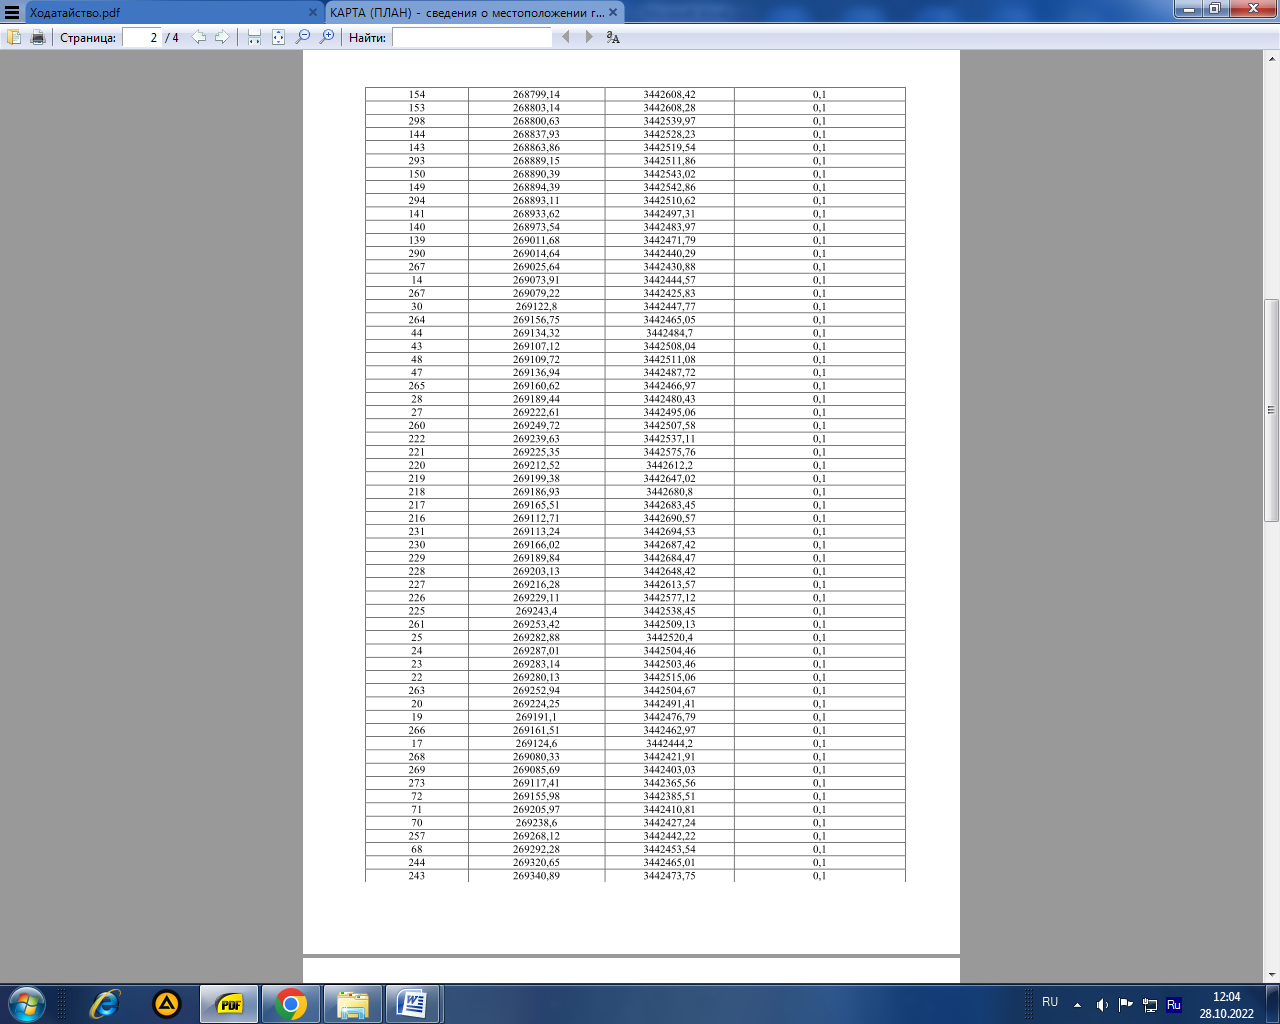 Ходатайство.pdf
КАРТА (ПЛАН) - сведения о местоположении г...
Страница: 2 / 4 Найти:
154 268799,14 3442608,42 0,1
153 268803,14 3442608,28 0,1
298 268800,63 3442539,97 0,1
144 268837,93 3442528,23 0,1
143 268863,86 3442519,54 0,1
293 268889,15 3442511,86 0,1
150 268890,39 3442543,02 0,1
149 268894,39 3442542,86 0,1
294 268893,11 3442510,62 0,1
141 268933,62 3442497,31 0,1
140 268973,54 3442483,97 0,1
139 269011,68 3442471,79 0,1
290 269014,64 3442440,29 0,1
267 269025,64 3442430,88 0,1
14 269073,91 3442444,57 0,1
267 269079,22 3442425,83 0,1
30 269122,8 3442447,77 0,1
264 269156,75 3442465,05 0,1
44 269134,32 3442484,7 0,1
43 269107,12 3442508,04 0,1
48 269109,72 3442511,08 0,1
47 269136,94 3442487,72 0,1
265 269160,62 3442466,97 0,1
28 269189,44 3442480,43 0,1
27 269222,61 3442495,06 0,1
260 269249,72 3442507,58 0,1
222 269239,63 3442537,11 0,1
221 269225,35 3442575,76 0,1
220 269212,52 3442612,2 0,1
219 269199,38 3442647,02 0,1
218 269186,93 3442680,8 0,1
217 269165,51 3442683,45 0,1
216 269112,71 3442690,57 0,1
231 269113,24 3442694,53 0,1
230 269166,02 3442687,42 0,1
229 269189,84 3442684,47 0,1
228 269203,13 3442648,42 0,1
227 269216,28 3442613,57 0,1
226 269229,11 3442577,12 0,1
225 269243,4 3442538,45 0,1
261 269253,42 3442509,13 0,1
25 269282,88 3442520,4 0,1
24 269287,01 3442504,46 0,1
23 269283,14 3442503,46 0,1
22 269280,13 3442515,06 0,1
263 269252,94 3442504,67 0,1
20 269224,25 3442491,41 0,1
19 269191,1 3442476,79 0,1
266 269161,51 3442462,97 0,1
17 269124,6 3442444,2 0,1
268 269080,33 3442421,91 0,1
269 269085,69 3442403,03 0,1
273 269117,41 3442365,56 0,1
72 269155,98 3442385,51 0,1
71 269205,97 3442410,81 0,1
70 269238,6 3442427,24 0,1
257 269268,12 3442442,22 0,1
68 269292,28 3442453,54 0,1
244 269320,65 3442465,01 0,1
243 269340,89 3442473,75 0,1
PDF
RU
Ru
12:04
28.10.2022